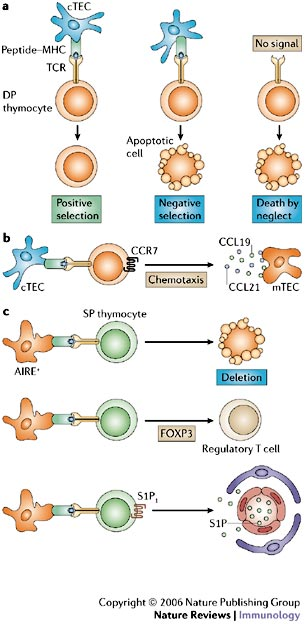 a
cTEC
Peptide–MHC
TCR
No signal
DP
thymocyte
Apoptotic
cell
Positive
selection
Negative
selection
Death by
neglect
b
CCR7
CCL19
Chemotaxis
cTEC
CCL21
mTEC
c
SP thymocyte
AIRE⁺
Deletion
FOXP3
Regulatory T cell
S1P₁
S1P
Copyright © 2006 Nature Publishing Group
Nature Reviews | Immunology